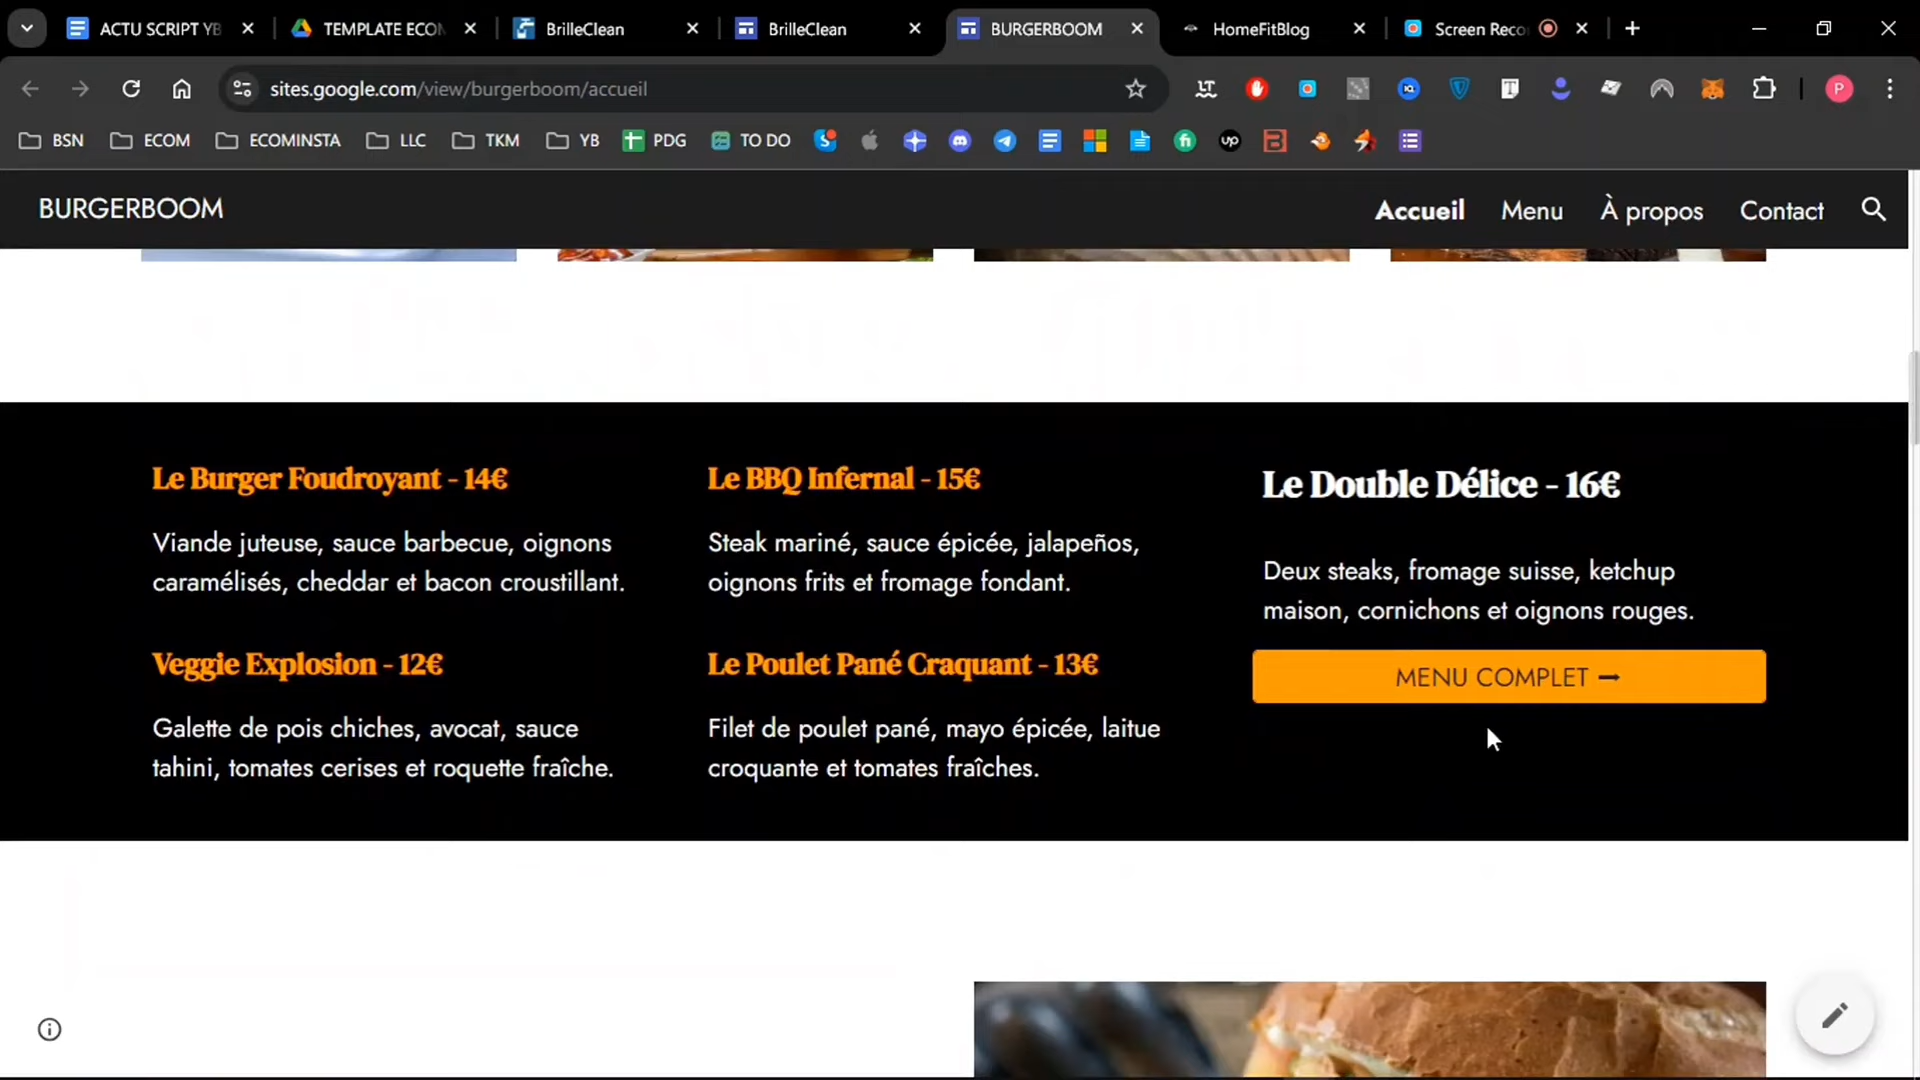 ACTU SCRIPT YB
TEMPLATE ECOM
BrilleClean
BrilleClean
BURGERBOOM
HomeFitBlog
Screen Reco
sites.google.com/view/burgerboom/accueil
BSN
ECOM
ECOMINSTA
LLC
TKM
YB
PDG
TO DO
BURGERBOOM
Accueil
Menu
À propos
Contact
Le Burger Foudroyant - 14€
Viande juteuse, sauce barbecue, oignons
caramélisés, cheddar et bacon croustillant.
Veggie Explosion - 12€
Galette de pois chiches, avocat, sauce
tahini, tomates cerises et roquette fraîche.
Le BBQ Infernal - 15€
Steak mariné, sauce épicée, jalapeños,
oignons frits et fromage fondant.
Le Poulet Pané Craquant - 13€
Filet de poulet pané, mayo épicée, laitue
croquante et tomates fraîches.
Le Double Délice - 16€
Deux steaks, fromage suisse, ketchup
maison, cornichons et oignons rouges.
MENU COMPLET ➞